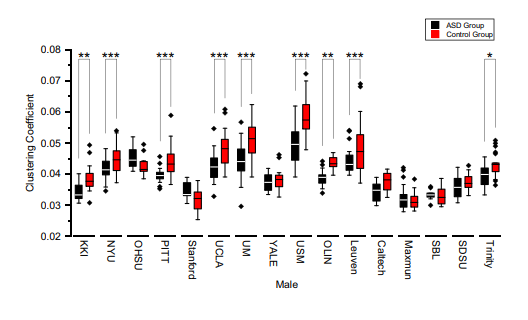 ASD Group
Control Group
0.08
0.07
0.06
0.05
0.04
0.03
0.02
Clustering Coefficient
** *** *** *** *** *** ** *** *
KKI NYU OHSU PITT Stanford UCLA UM YALE USM OLIN Leuven Caltech Maxmun SBL SDSU Trinity
Male